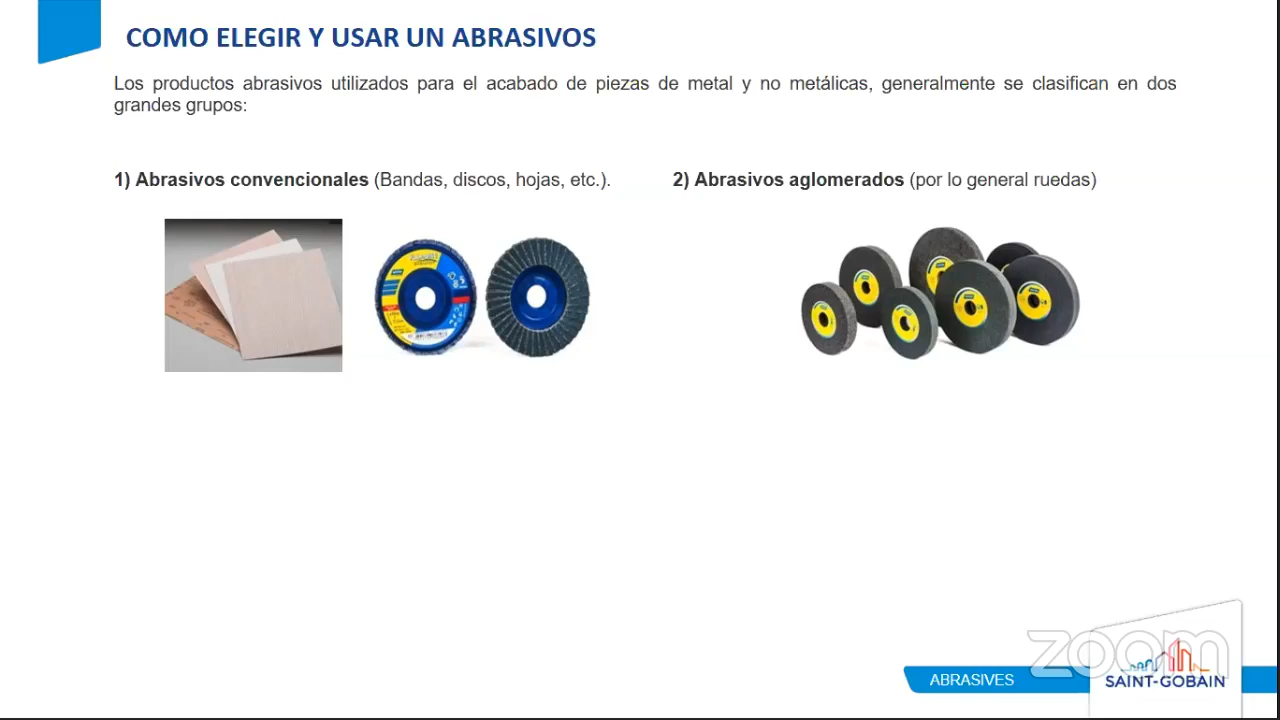 COMO ELEGIR Y USAR UN ABRASIVOS
Los productos abrasivos utilizados para el acabado de piezas de metal y no metálicas, generalmente se clasifican en dos
grandes grupos:
1) Abrasivos convencionales (Bandas, discos, hojas, etc.).
2) Abrasivos aglomerados (por lo general ruedas)
zoom
ABRASIVES
SAINT-GOBAIN